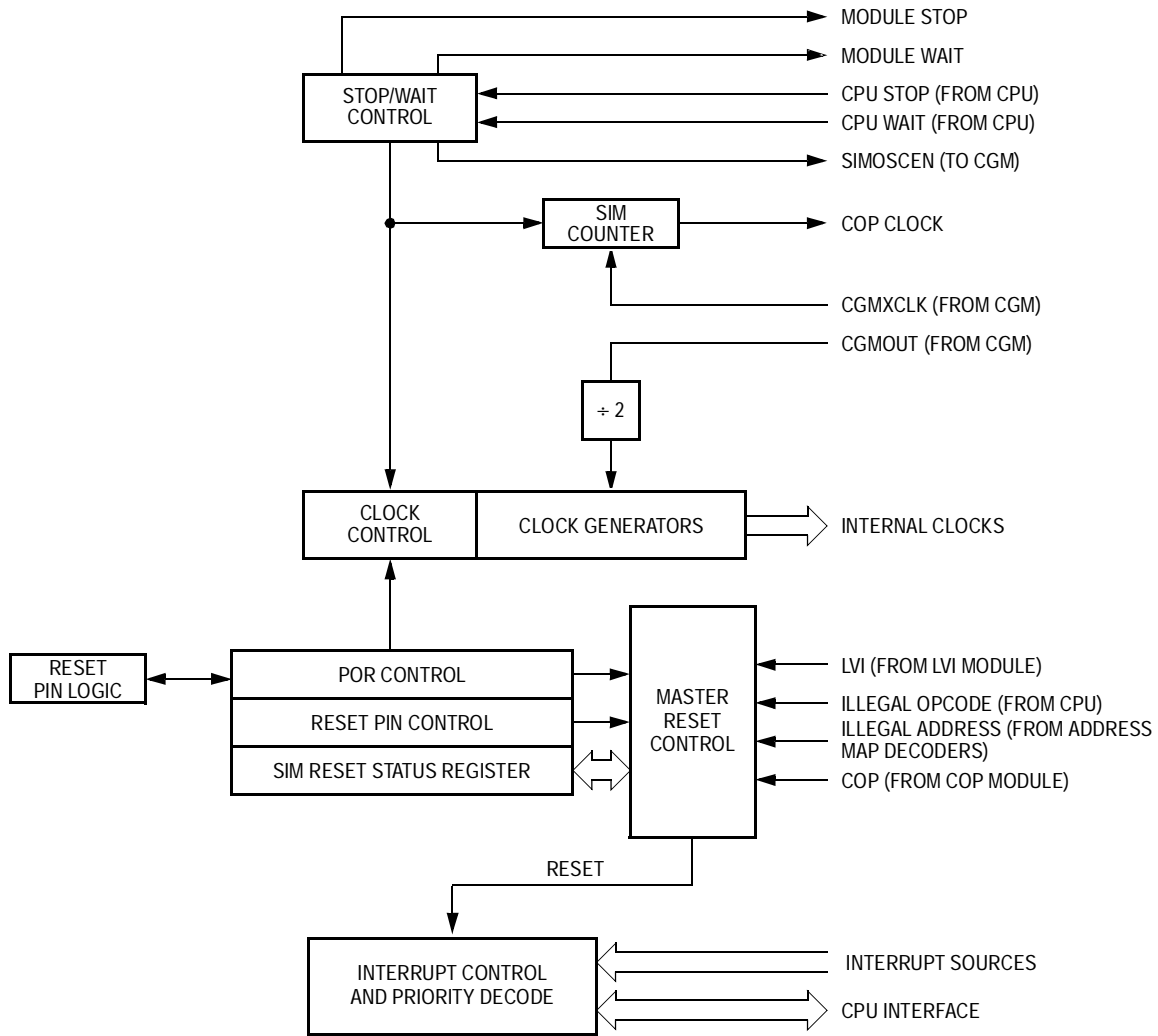 MODULE STOP
MODULE WAIT
STOP/WAIT
CONTROL
CPU STOP (FROM CPU)
CPU WAIT (FROM CPU)
SIMOSCEN (TO CGM)
SIM
COUNTER
COP CLOCK
CGMXCLK (FROM CGM)
CGMOUT (FROM CGM)
÷ 2
CLOCK
CONTROL
CLOCK GENERATORS
INTERNAL CLOCKS
RESET
PIN LOGIC
POR CONTROL
RESET PIN CONTROL
SIM RESET STATUS REGISTER
MASTER
RESET
CONTROL
LVI (FROM LVI MODULE)
ILLEGAL OPCODE (FROM CPU)
ILLEGAL ADDRESS (FROM ADDRESS
MAP DECODERS)
COP (FROM COP MODULE)
RESET
INTERRUPT CONTROL
AND PRIORITY DECODE
INTERRUPT SOURCES
CPU INTERFACE